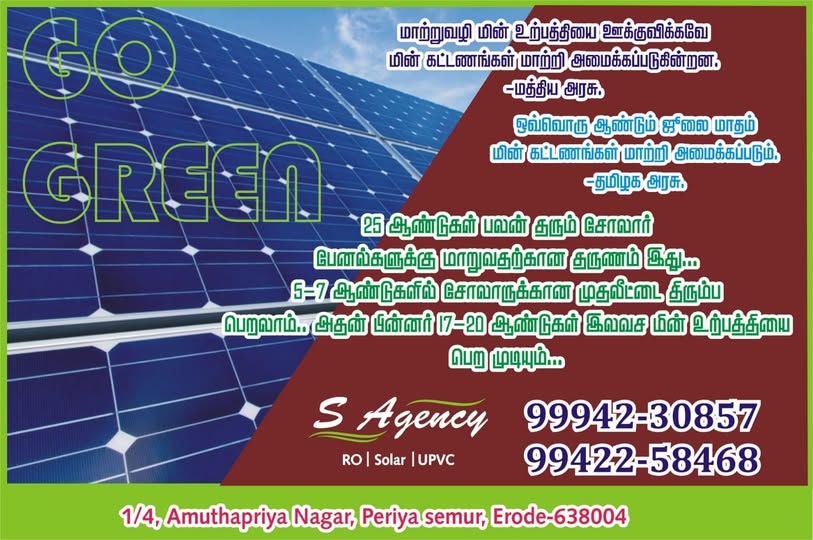 GO
GREEN
மாற்றுவழி மின் உற்பத்தியை ஊக்குவிக்கவே
மின் கட்டணங்கள் மாற்றி அமைக்கப்படுகின்றன.
-மத்திய அரசு.
ஒவ்வொரு ஆண்டும் ஜூலை மாதம்
மின் கட்டணங்கள் மாற்றி அமைக்கப்படும்.
-தமிழக அரசு.
25 ஆண்டுகள் பலன் தரும் சோலார்
பேனல்களுக்கு மாறுவதற்கான தருணம் இது...
5-7 ஆண்டுகளில் சோலாருக்கான முதலீட்டை திரும்ப
பெறலாம்.. அதன் பின்னர் 17-20 ஆண்டுகள் இலவச மின் உற்பத்தியை
பெற முடியும்...
S Agency
RO | Solar | UPVC
99942-30857
99422-58468
1/4, Amuthapriya Nagar, Periya semur, Erode-638004